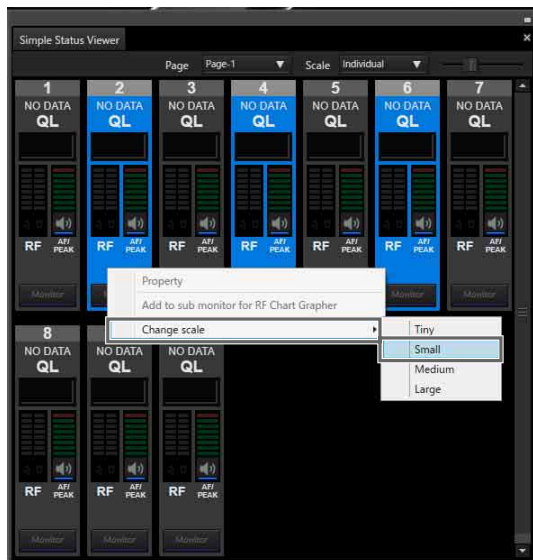 Simple Status Viewer
Page Page-1 Scale Individual
1 2 3 4 5 6 7
NO DATA NO DATA NO DATA NO DATA NO DATA NO DATA NO DATA
QL QL QL QL QL QL QL
RF AF/PEAK RF AF/PEAK RF AF/PEAK RF AF/PEAK RF AF/PEAK RF AF/PEAK RF AF/PEAK
Monitor Monitor Monitor
Property
Add to sub monitor for RF Chart Grapher
Change scale
Tiny
Small
Medium
Large
8
NO DATA
QL QL QL
RF AF/PEAK RF AF/PEAK RF AF/PEAK
Monitor Monitor Monitor